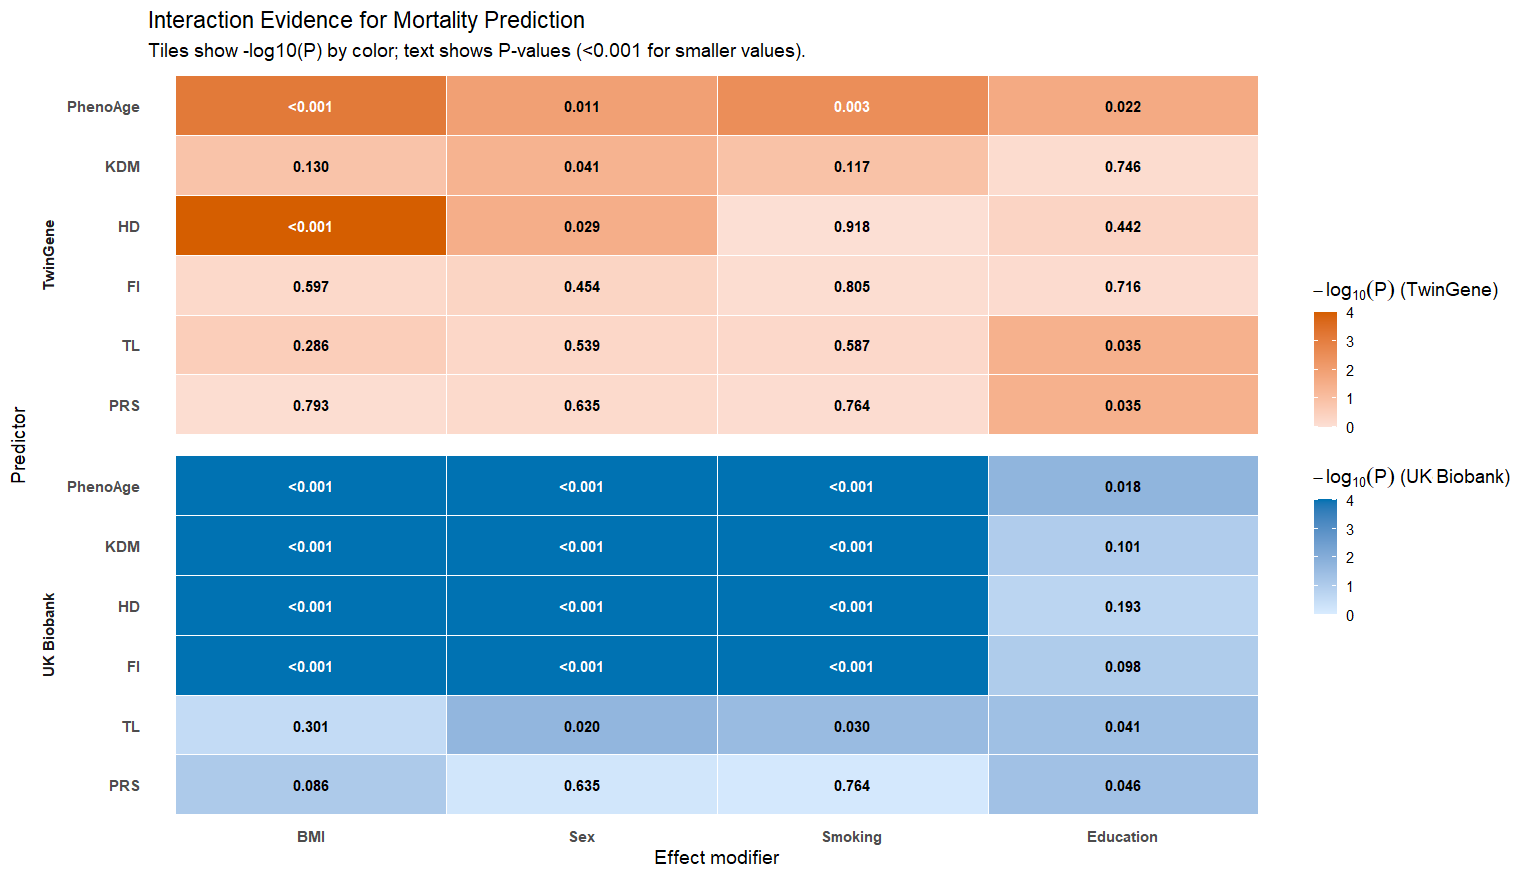 Interaction Evidence for Mortality Prediction
Tiles show -log10(P) by color; text shows P-values (<0.001 for smaller values).
Predictor
TwinGene
PhenoAge <0.001 0.011 0.003 0.022
KDM 0.130 0.041 0.117 0.746
HD <0.001 0.029 0.918 0.442
FI 0.597 0.454 0.805 0.716
TL 0.286 0.539 0.587 0.035
PRS 0.793 0.635 0.764 0.035
UK Biobank
PhenoAge <0.001 <0.001 <0.001 0.018
KDM <0.001 <0.001 <0.001 0.101
HD <0.001 <0.001 <0.001 0.193
FI <0.001 <0.001 <0.001 0.098
TL 0.301 0.020 0.030 0.041
PRS 0.086 0.635 0.764 0.046
BMI Sex Smoking Education
Effect modifier
−log₁₀(P) (TwinGene)
4
3
2
1
0
−log₁₀(P) (UK Biobank)
4
3
2
1
0